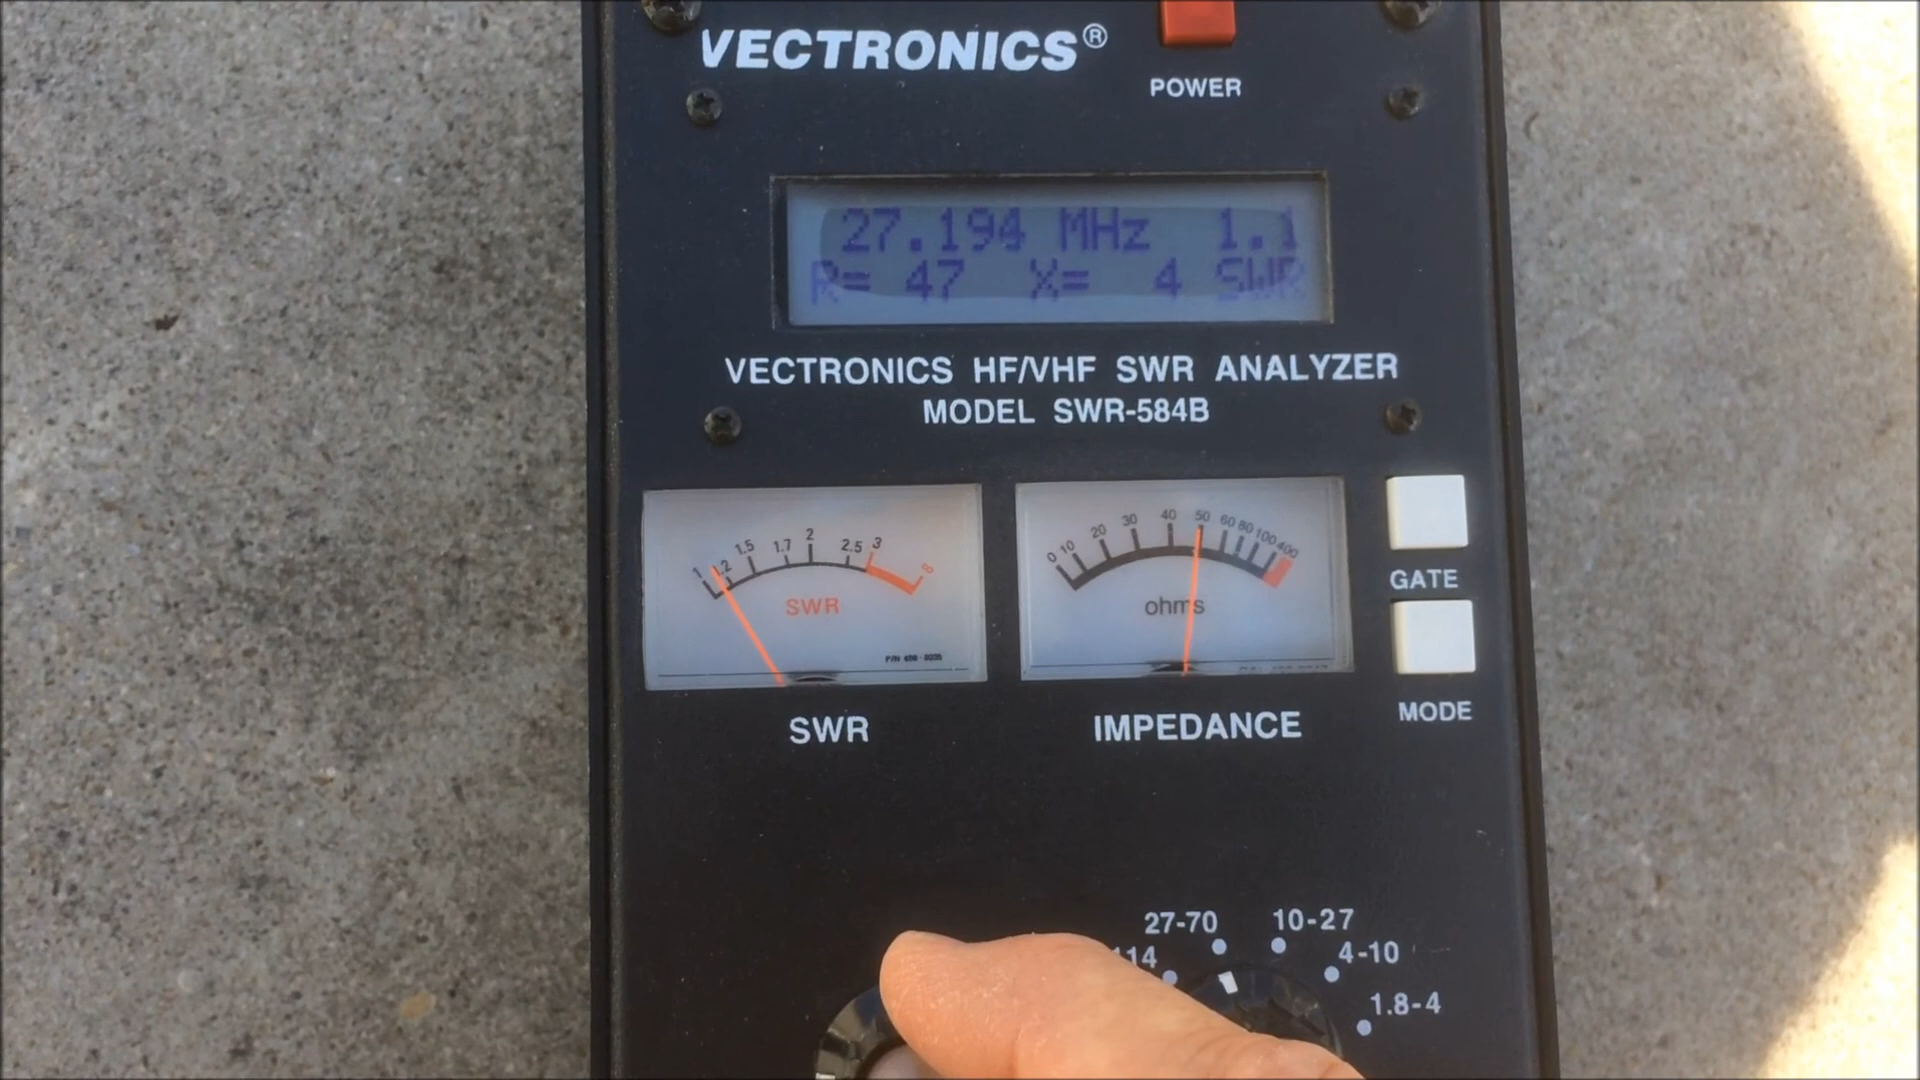 VECTRONICS®
POWER
27.194 MHz 1.1
R= 47 X= 4 SWR
VECTRONICS HF/VHF SWR ANALYZER
MODEL SWR-584B
1 1.2 1.5 1.7 2 2.5 3
SWR
0 10 20 30 40 50 60 80 100 400
ohms
GATE
SWR
IMPEDANCE
MODE
27-70
10-27
114
4-10
1.8-4